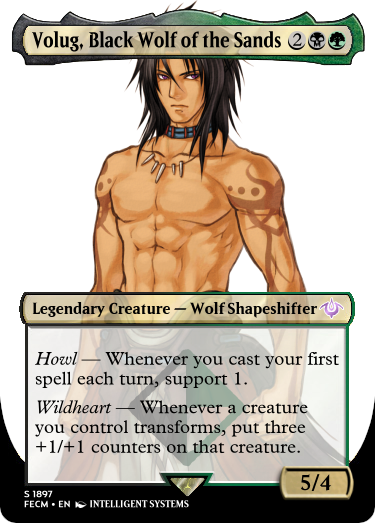 Volug, Black Wolf of the Sands 2
Legendary Creature — Wolf Shapeshifter
Howl — Whenever you cast your first
spell each turn, support 1.
Wildheart — Whenever a creature
you control transforms, put three
+1/+1 counters on that creature.
5/4
S 1897
FECM • EN INTELLIGENT SYSTEMS